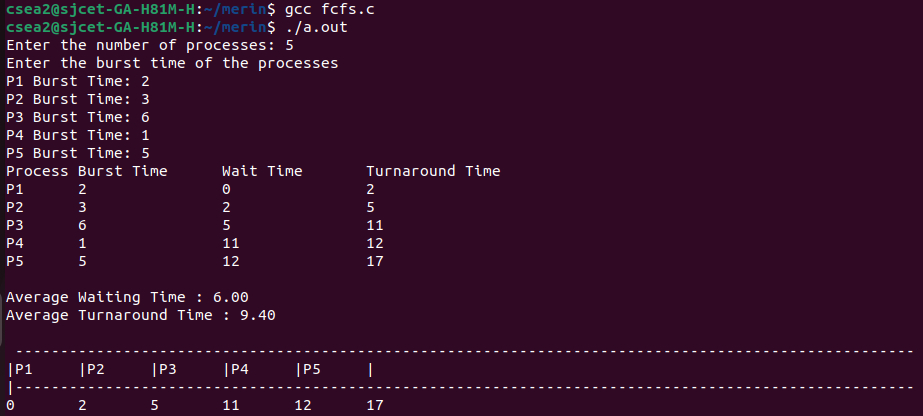 csea2@sjcet-GA-H81M-H:~/merin$ gcc fcfs.c
csea2@sjcet-GA-H81M-H:~/merin$ ./a.out
Enter the number of processes: 5
Enter the burst time of the processes
P1 Burst Time: 2
P2 Burst Time: 3
P3 Burst Time: 6
P4 Burst Time: 1
P5 Burst Time: 5
Process Burst Time      Wait Time       Turnaround Time
P1      2               0               2
P2      3               2               5
P3      6               5               11
P4      1               11              12
P5      5               12              17

Average Waiting Time : 6.00
Average Turnaround Time : 9.40

 ----------------------------------------------------------------------------------------------------
|P1     |P2     |P3     |P4     |P5     |
|----------------------------------------------------------------------------------------------------
0       2       5       11      12      17